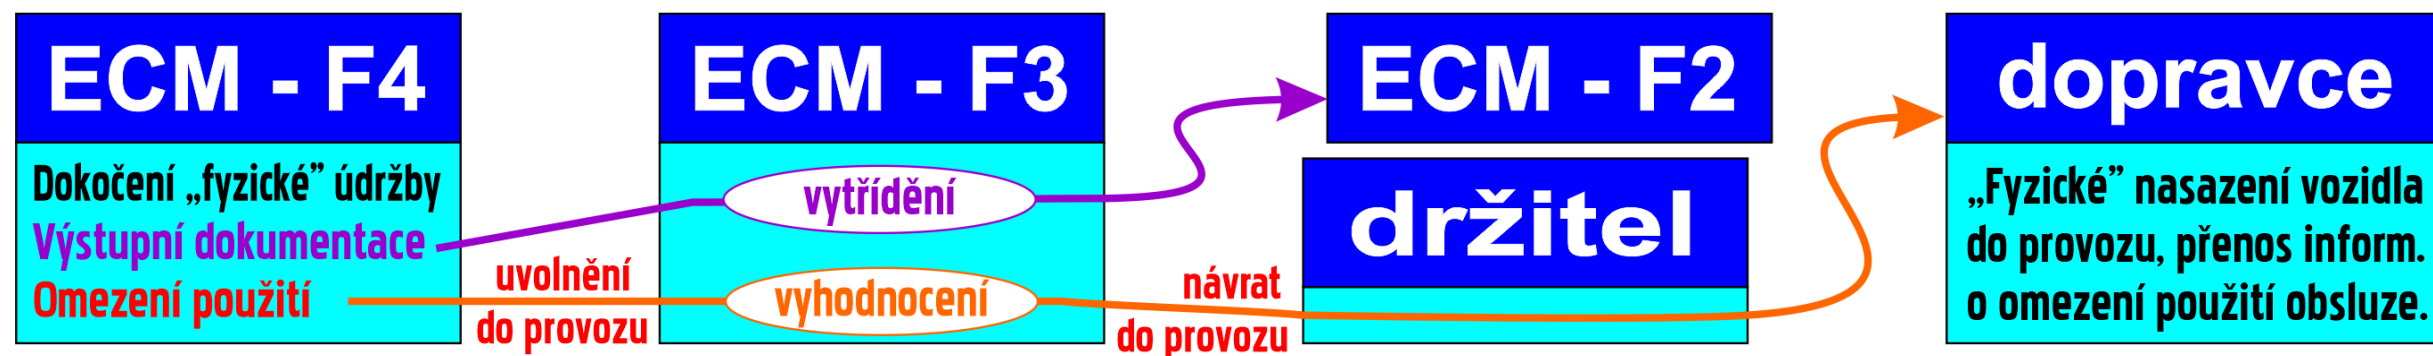 ECM - F4
Dokočení „fyzické” údržby
Výstupní dokumentace
Omezení použití
uvolnění
do provozu
ECM - F3
vytřídění
vyhodnocení
návrat
do provozu
ECM - F2
držitel
dopravce
„Fyzické” nasazení vozidla
do provozu, přenos inform.
o omezení použití obsluze.